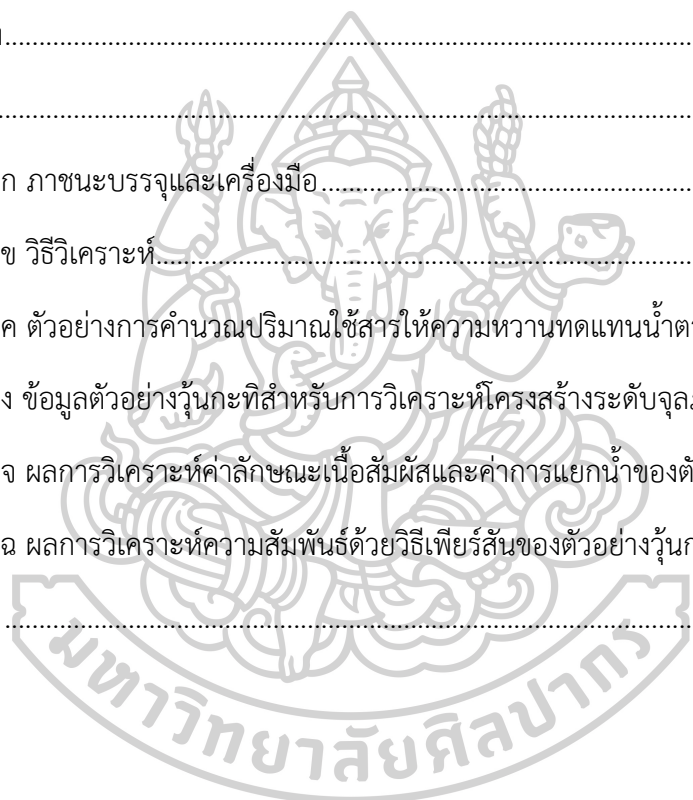 ................................................................................
................................................................................
ก ภาชนะบรรจุและเครื่องมือ................................................
ข วิธีวิเคราะห์......................................................................
ค ตัวอย่างการคำนวณปริมาณใช้สารให้ความหวานทดแทนน้ำ
ง ข้อมูลตัวอย่างวุ้นกะทิสำหรับการวิเคราะห์โครงสร้างระดับ
จ ผลการวิเคราะห์ค่าลักษณะเนื้อสัมผัสและค่าการแยกน้ำของ
ฉ ผลการวิเคราะห์ความสัมพันธ์ด้วยวิธีเพียร์สันของตัวอย่าง
................................................................................
มหาวิทยาลัยศิลปากร